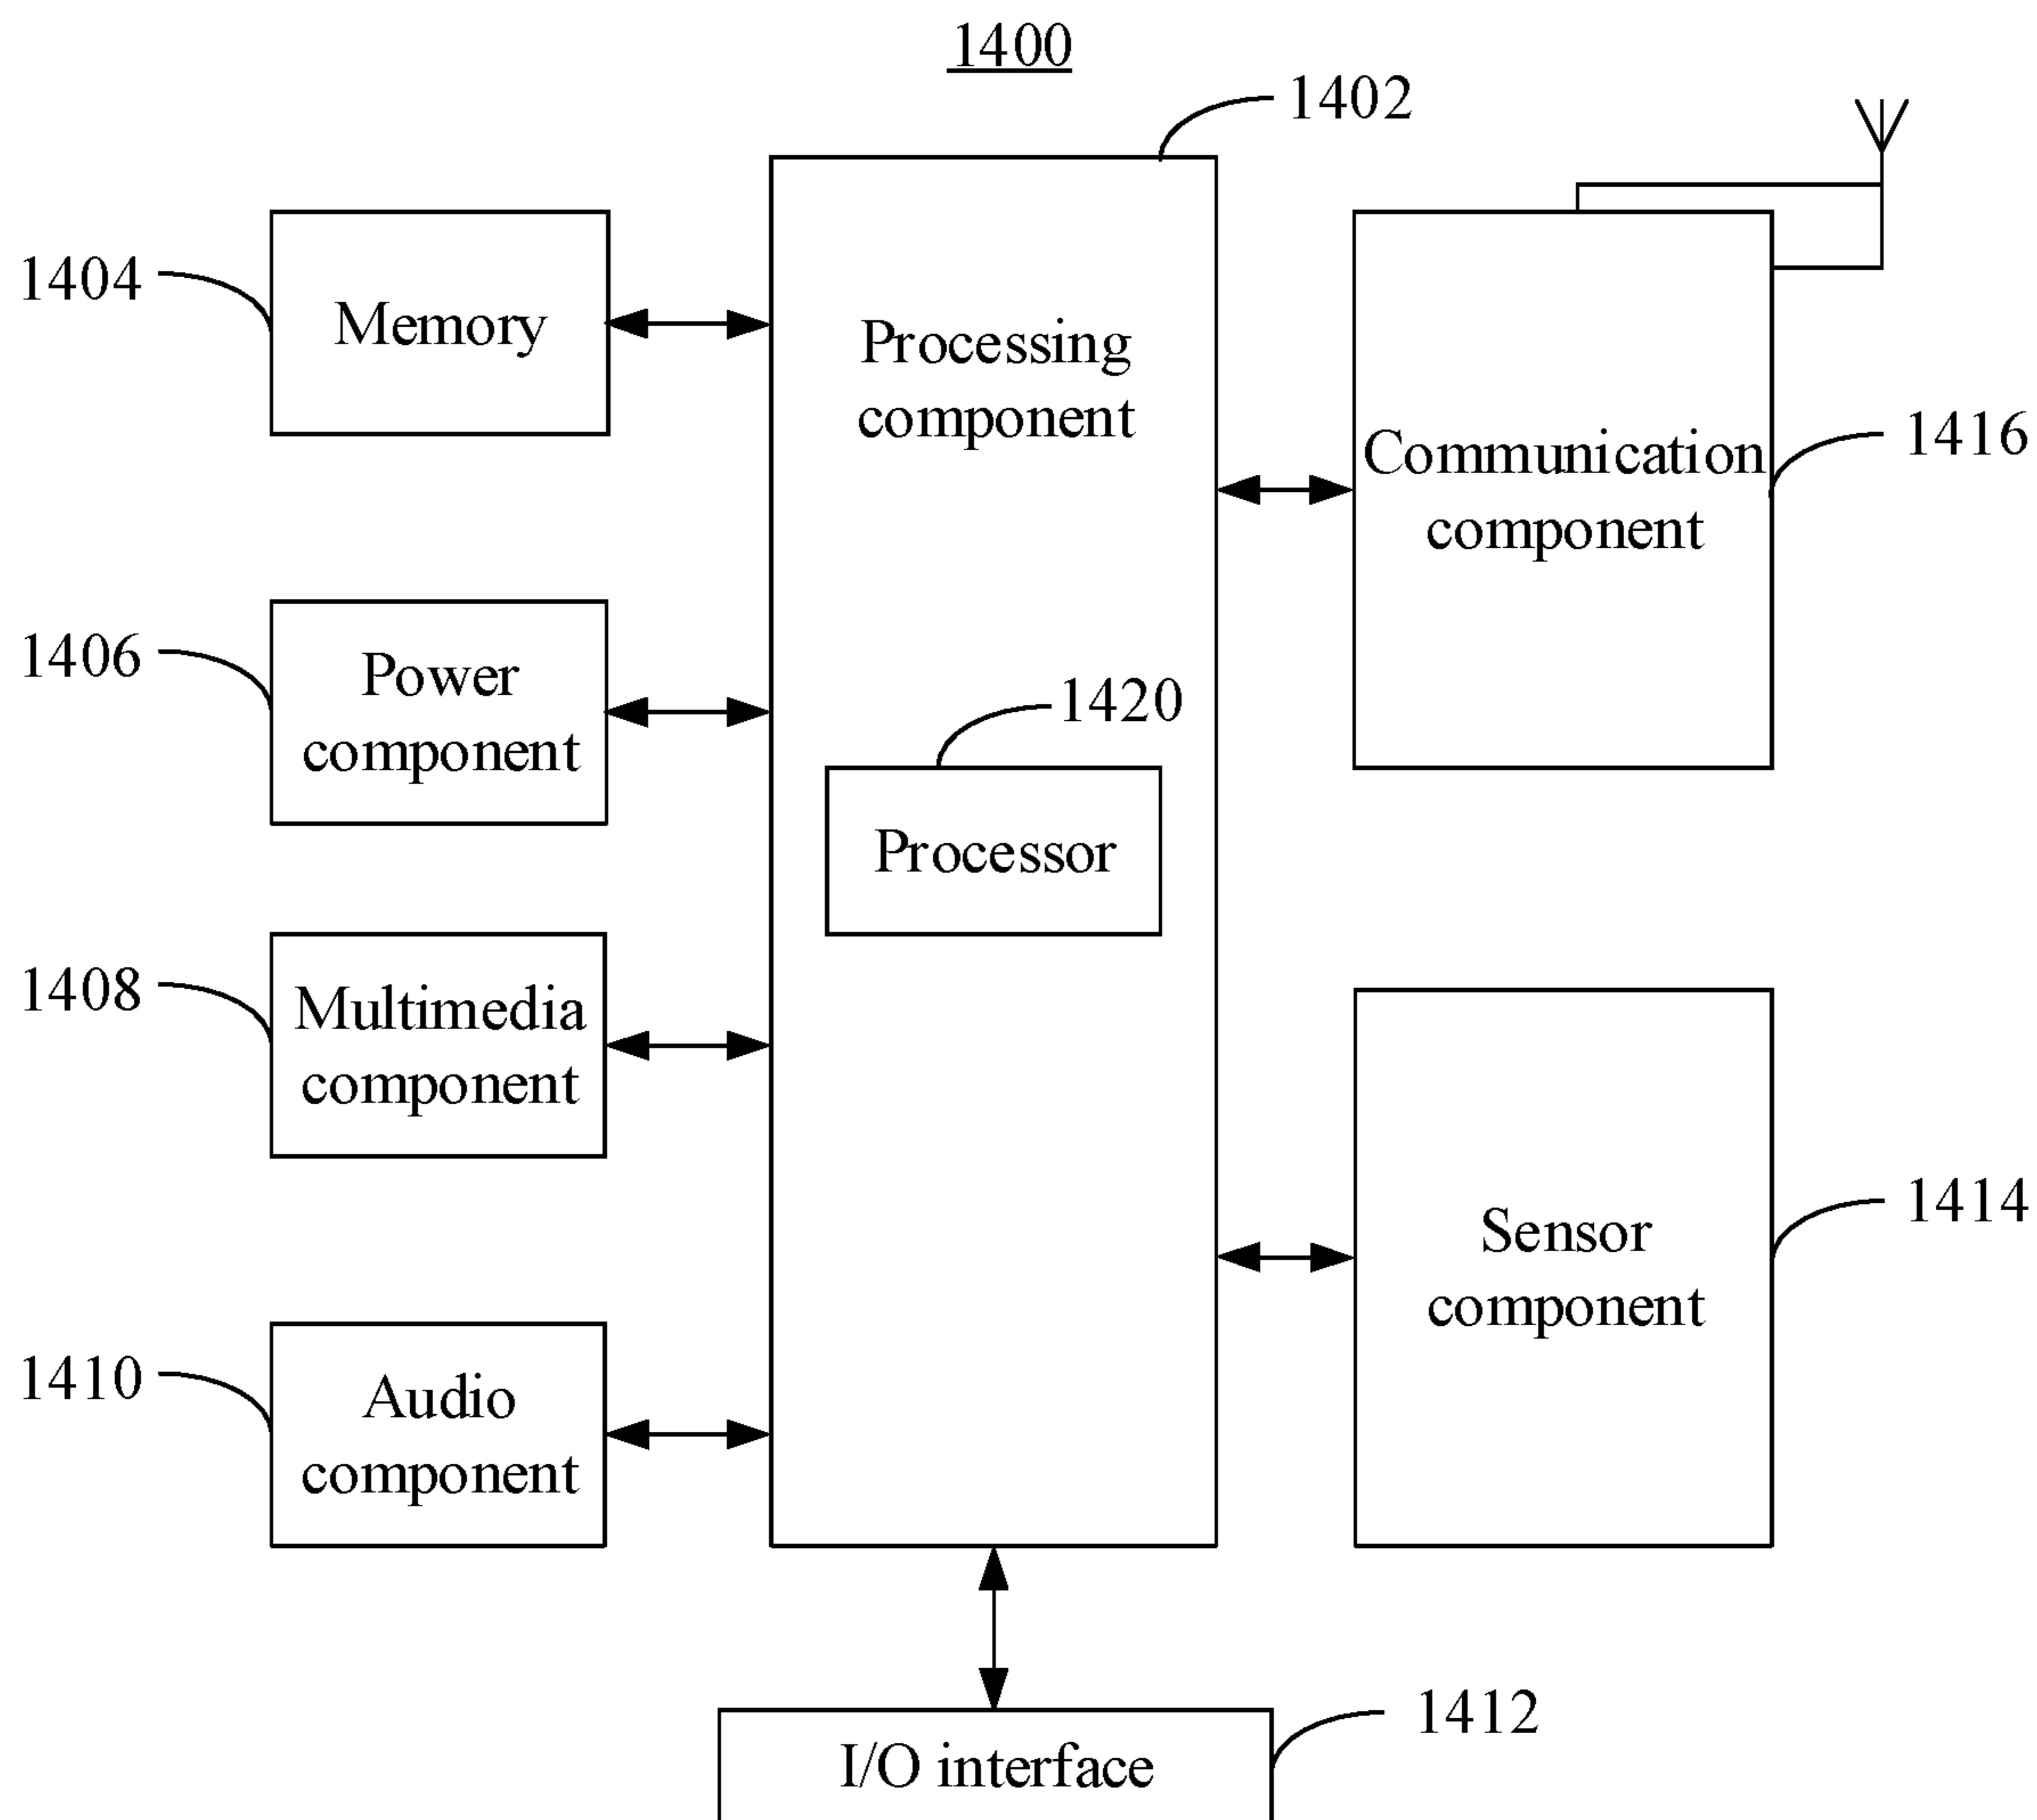 1400
1402
1404
Memory
Processing
component
Communication
component
1416
1406
Power
component
1420
Processor
1408
Multimedia
component
Sensor
component
1414
1410
Audio
component
1412
I/O interface